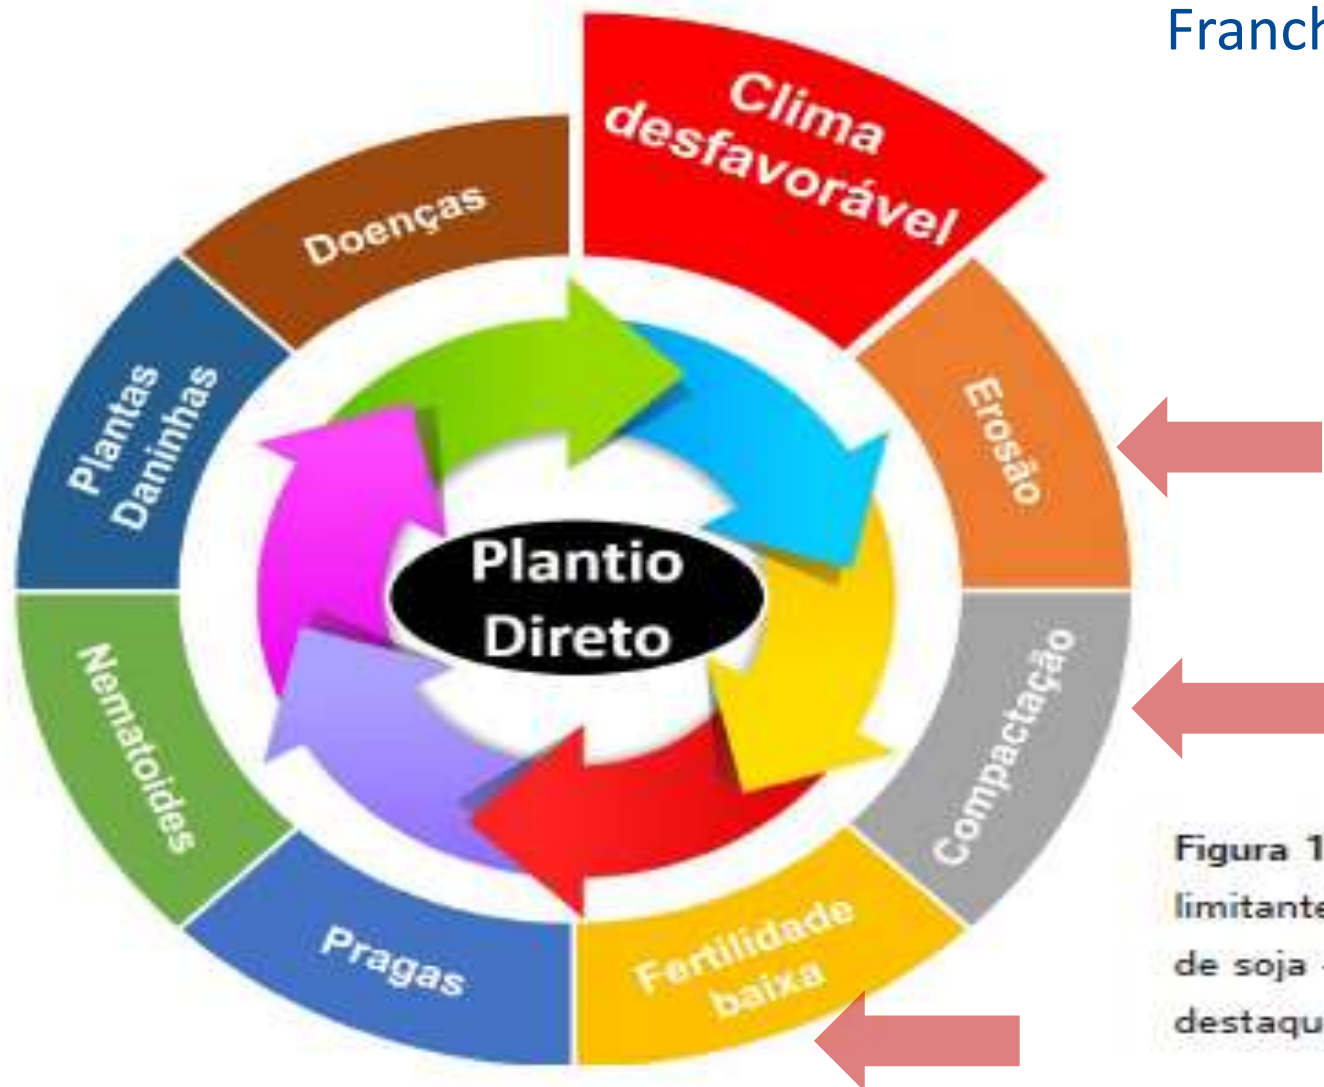 Franch
Clima
desfavorável
Erosão
Compactação
Fertilidade
baixa
Pragas
Nematoides
Plantas
Daninhas
Doenças
Plantio
Direto
Figura 1
limitante
de soja
destaqu